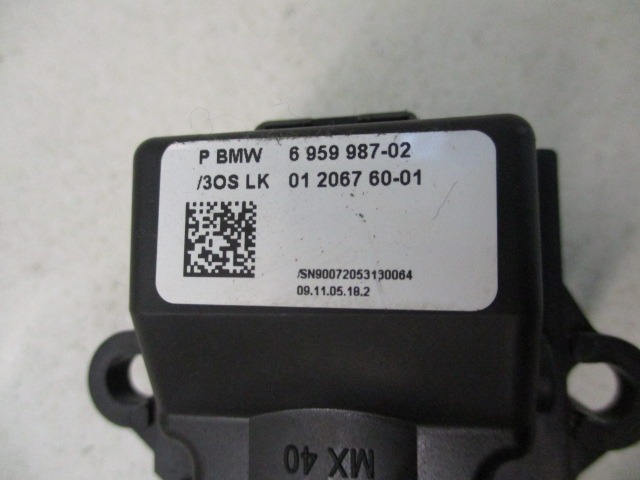 P BMW 6 959 987-02
/3OS LK 01 2067 60-01
/SN90072053130064
09.11.05.18.2
MX 40